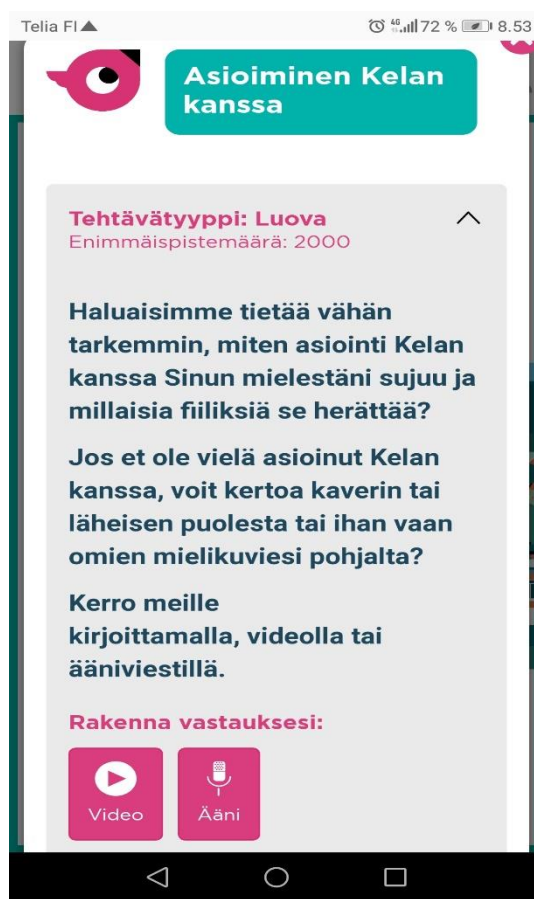 Telia FI 4G 72 % 8.53
Asioiminen Kelan
kanssa
Tehtävätyyppi: Luova
Enimmäispistemäärä: 2000
Haluaisimme tietää vähän
tarkemmin, miten asiointi Kelan
kanssa Sinun mielestäni sujuu ja
millaisia fiiliksiä se herättää?
Jos et ole vielä asioinut Kelan
kanssa, voit kertoa kaverin tai
läheisen puolesta tai ihan vaan
omien mielikuviesi pohjalta?
Kerro meille
kirjoittamalla, videolla tai
ääniviestillä.
Rakenna vastauksesi:
Video Ääni